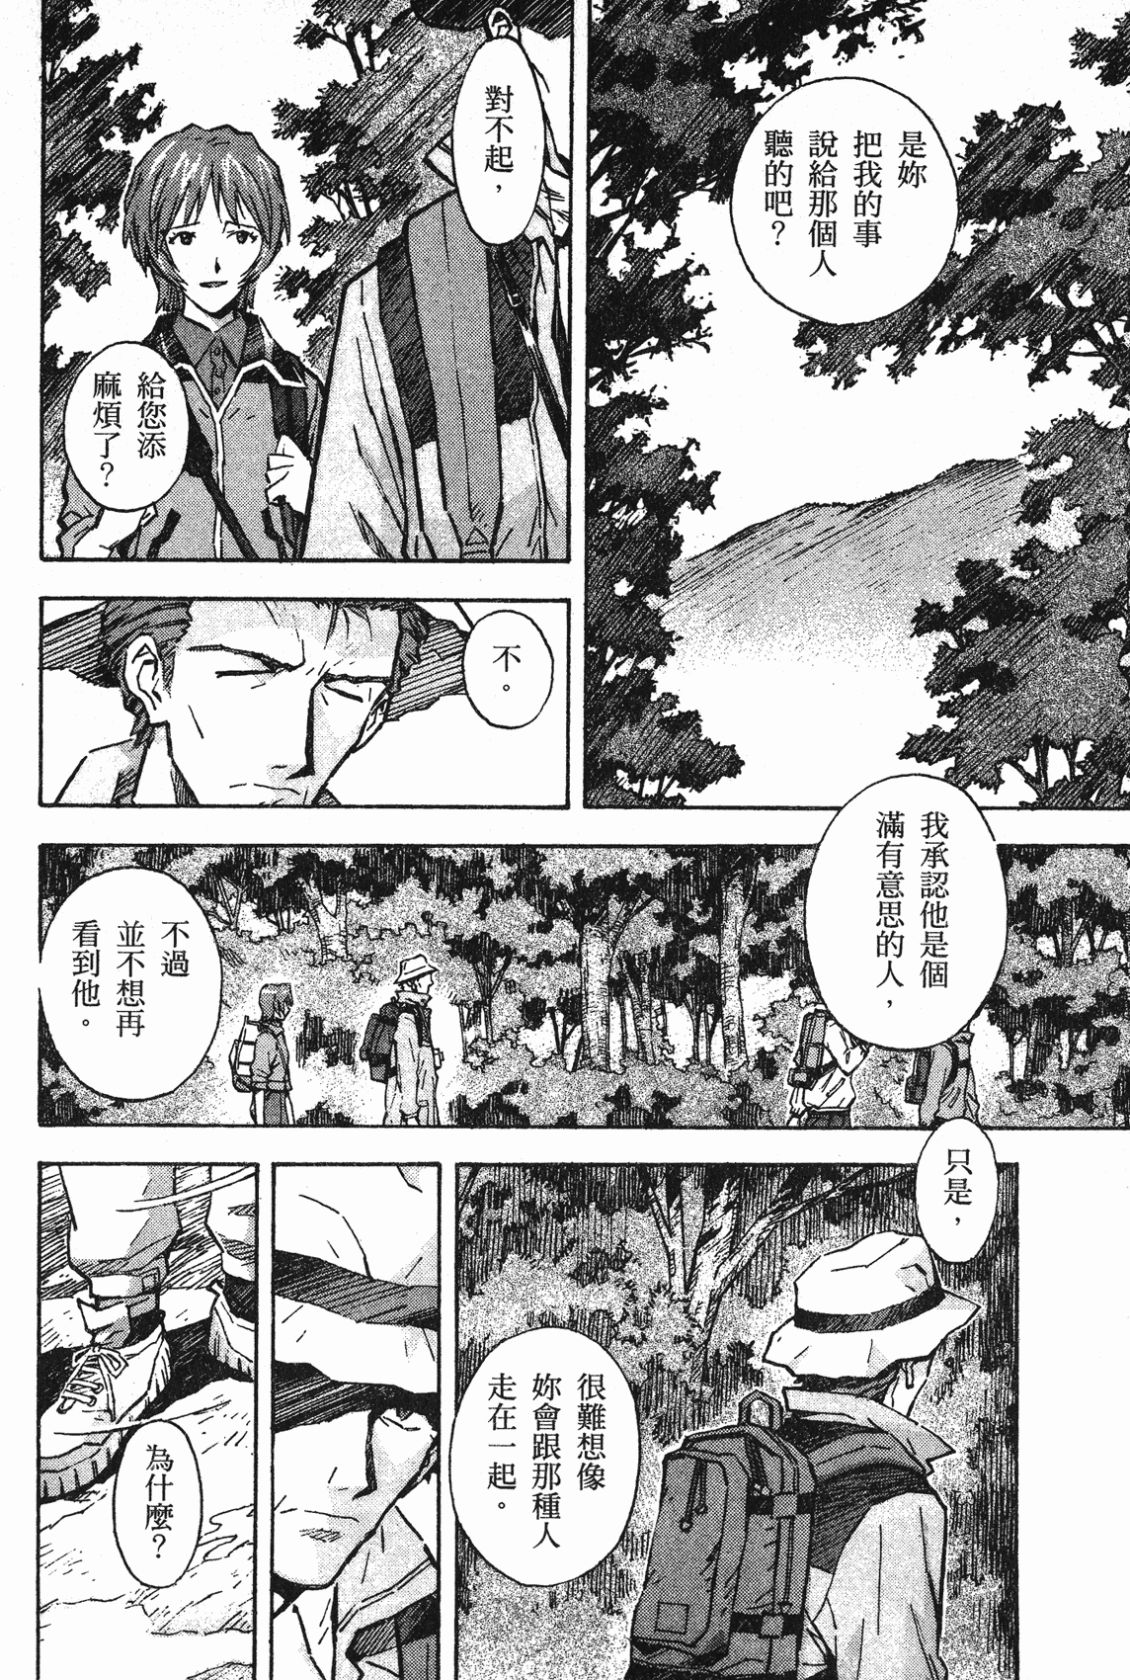 是妳
把我的事
說給那個人
聽的吧？
對不起，
給您添
麻煩了？
不。
我承認他是個
滿有意思的人，
不過
並不想再
看到他。
只是，
很難想像
妳會跟那種人
走在一起。
為什麼？